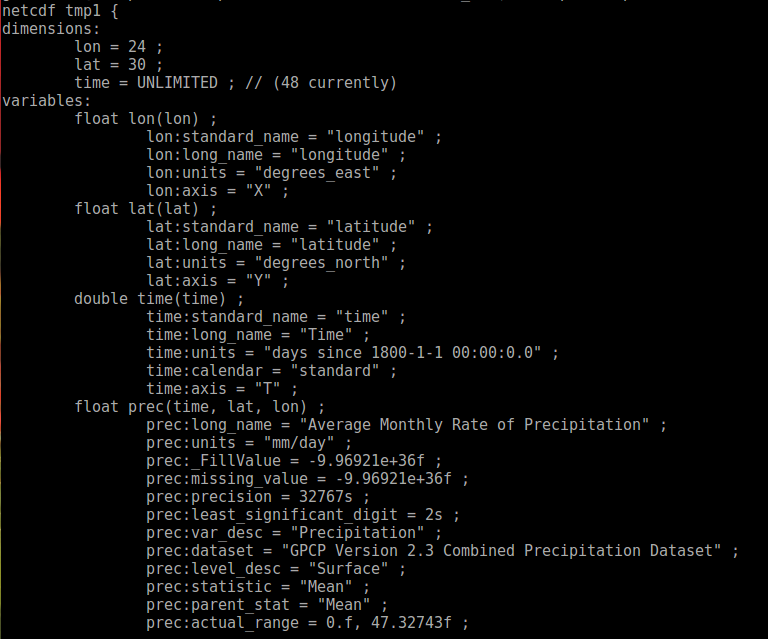 netcdf tmp1 {
dimensions:
        lon = 24 ;
        lat = 30 ;
        time = UNLIMITED ; // (48 currently)
variables:
        float lon(lon) ;
                lon:standard_name = "longitude" ;
                lon:long_name = "longitude" ;
                lon:units = "degrees_east" ;
                lon:axis = "X" ;
        float lat(lat) ;
                lat:standard_name = "latitude" ;
                lat:long_name = "latitude" ;
                lat:units = "degrees_north" ;
                lat:axis = "Y" ;
        double time(time) ;
                time:standard_name = "time" ;
                time:long_name = "Time" ;
                time:units = "days since 1800-1-1 00:00:0.0" ;
                time:calendar = "standard" ;
                time:axis = "T" ;
        float prec(time, lat, lon) ;
                prec:long_name = "Average Monthly Rate of Precipitation" ;
                prec:units = "mm/day" ;
                prec:_FillValue = -9.96921e+36f ;
                prec:missing_value = -9.96921e+36f ;
                prec:precision = 32767s ;
                prec:least_significant_digit = 2s ;
                prec:var_desc = "Precipitation" ;
                prec:dataset = "GPCP Version 2.3 Combined Precipitation Dataset" ;
                prec:level_desc = "Surface" ;
                prec:statistic = "Mean" ;
                prec:parent_stat = "Mean" ;
                prec:actual_range = 0.f, 47.32743f ;